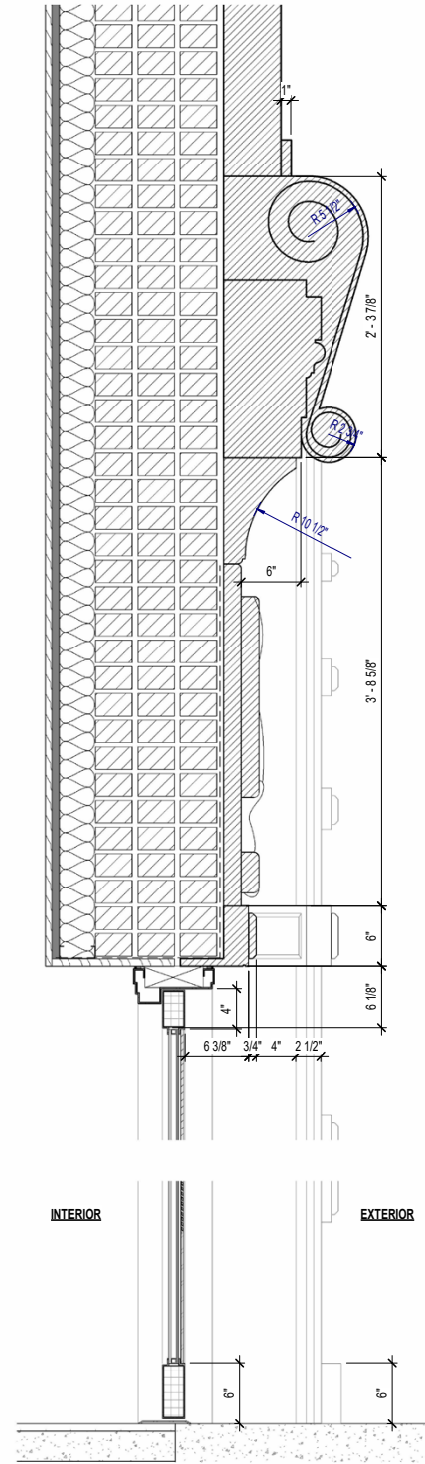 1"
R 5 1/2"
2' - 3 7/8"
R 2 3/4"
R 10 1/2"
6"
3' - 8 5/8"
6"
6 1/8"
4"
6 3/8" 3/4" 4" 2 1/2"
INTERIOR EXTERIOR
6" 6"